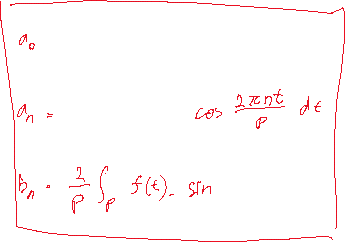 a₀
aₙ = cos 2πnt/P dt
bₙ = 2/P ∫ₚ f(t). sin